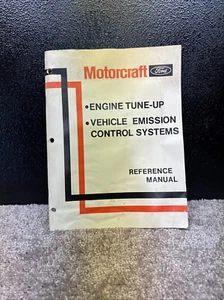 Motorcraft Ford
• ENGINE TUNE-UP
• VEHICLE EMISSION
CONTROL SYSTEMS
REFERENCE
MANUAL